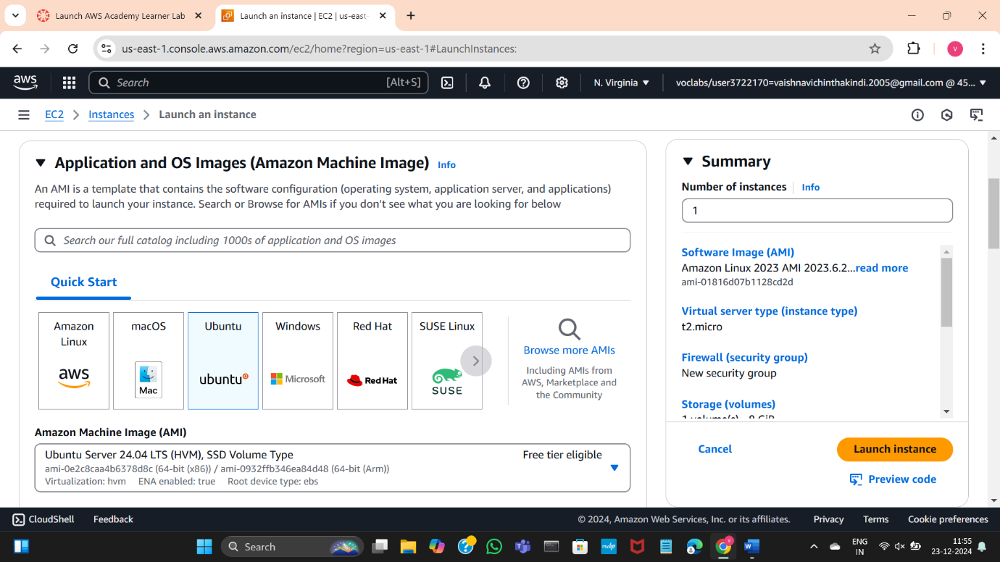 Launch AWS Academy Learner Lab
Launch an instance | EC2 | us-east-
us-east-1.console.aws.amazon.com/ec2/home?region=us-east-1#LaunchInstances:
V
aws
Search [Alt+S]
N. Virginia
voclabs/user3722170=vaishnavichinthakindi.2005@gmail.com @ 45...
EC2 > Instances > Launch an instance
Application and OS Images (Amazon Machine Image) Info
An AMI is a template that contains the software configuration (operating system, application server, and applications)
required to launch your instance. Search or Browse for AMIs if you don't see what you are looking for below
Search our full catalog including 1000s of application and OS images
Quick Start
Amazon
Linux
aws
macOS
Mac
Ubuntu
ubuntu
Windows
Microsoft
Red Hat
Red Hat
SUSE Linux
SUSE
Browse more AMIs
Including AMIs from
AWS, Marketplace and
the Community
Amazon Machine Image (AMI)
Ubuntu Server 24.04 LTS (HVM), SSD Volume Type Free tier eligible
ami-0e2c8caa4b6378d8c (64-bit (x86)) / ami-0932ffb346ea84d48 (64-bit (Arm))
Virtualization: hvm ENA enabled: true Root device type: ebs
Summary
Number of instances Info
1
Software Image (AMI)
Amazon Linux 2023 AMI 2023.6.2...read more
ami-01816d07b1128cd2d
Virtual server type (instance type)
t2.micro
Firewall (security group)
New security group
Storage (volumes)
1 volume(s) - 8 GiB
Cancel
Launch instance
Preview code
CloudShell Feedback
© 2024, Amazon Web Services, Inc. or its affiliates. Privacy Terms Cookie preferences
Search
ENG
IN
11:55
23-12-2024